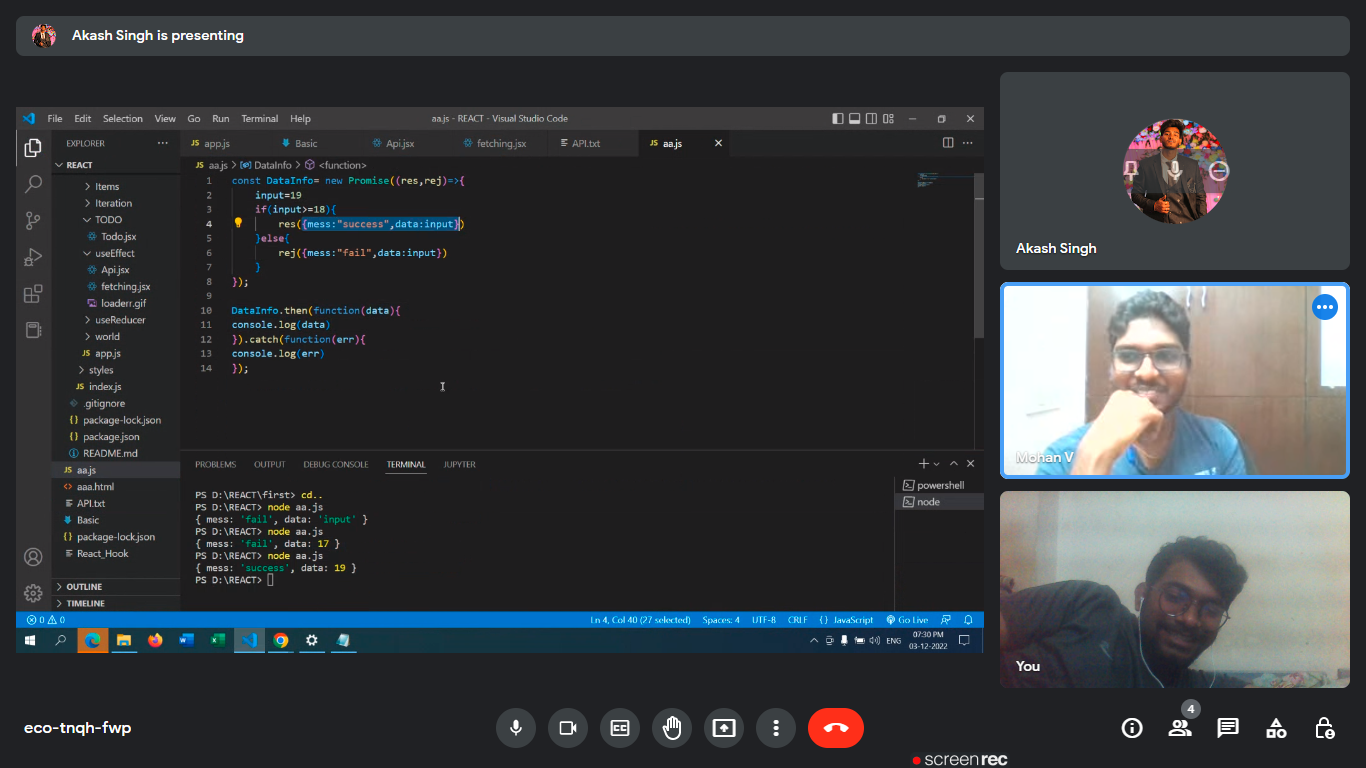 Akash Singh is presenting
File Edit Selection View Go Run Terminal Help
aa.js - REACT - Visual Studio Code
EXPLORER
REACT
Items
Iteration
TODO
Todo.jsx
useEffect
Api.jsx
fetching.jsx
loaderr.gif
useReducer
world
JS app.js
styles
JS index.js
.gitignore
{} package-lock.json
{} package.json
README.md
JS aa.js
<> aaa.html
API.txt
Basic
{} package-lock.json
React_Hook
OUTLINE
TIMELINE
JS app.js Basic Api.jsx fetching.jsx API.txt JS aa.js
JS aa.js > DataInfo > <function>
1 const DataInfo= new Promise((res,rej)=>{
2 input=19
3 if(input>=18){
4 res({mess:"success",data:input})
5 }else{
6 rej({mess:"fail",data:input})
7 }
8 });
9
10 DataInfo.then(function(data){
11 console.log(data)
12 }).catch(function(err){
13 console.log(err)
14 });
PROBLEMS OUTPUT DEBUG CONSOLE TERMINAL JUPYTER
PS D:\REACT\first> cd..
PS D:\REACT> node aa.js
{ mess: 'fail', data: 'input' }
PS D:\REACT> node aa.js
{ mess: 'fail', data: 17 }
PS D:\REACT> node aa.js
{ mess: 'success', data: 19 }
PS D:\REACT>
powershell
node
0 0
Ln 4, Col 40 (27 selected) Spaces: 4 UTF-8 CRLF {} JavaScript Go Live
ENG
07:30 PM
03-12-2022
Akash Singh
Mohan V
You
eco-tnqh-fwp
4
screenrec